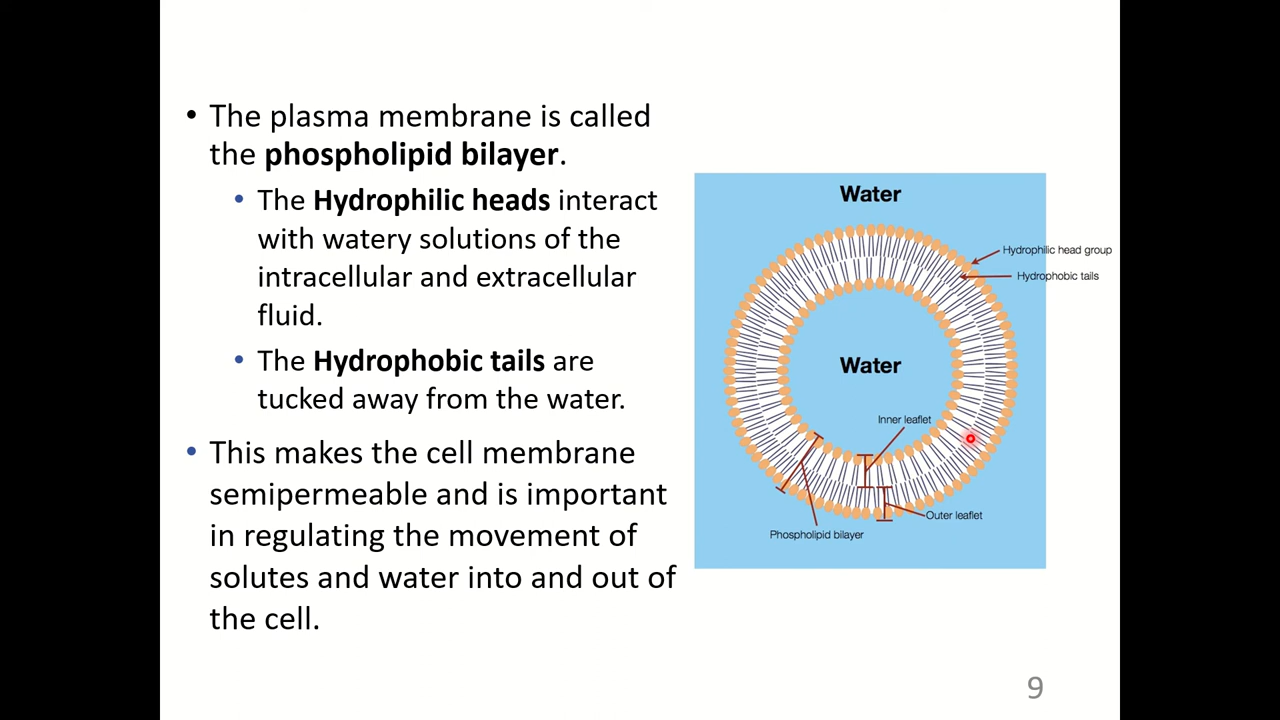 • The plasma membrane is called
the phospholipid bilayer.
• The Hydrophilic heads interact
with watery solutions of the
intracellular and extracellular
fluid.
• The Hydrophobic tails are
tucked away from the water.
• This makes the cell membrane
semipermeable and is important
in regulating the movement of
solutes and water into and out of
the cell.
Water
Hydrophilic head group
Hydrophobic tails
Water
Inner leaflet
Outer leaflet
Phospholipid bilayer
9